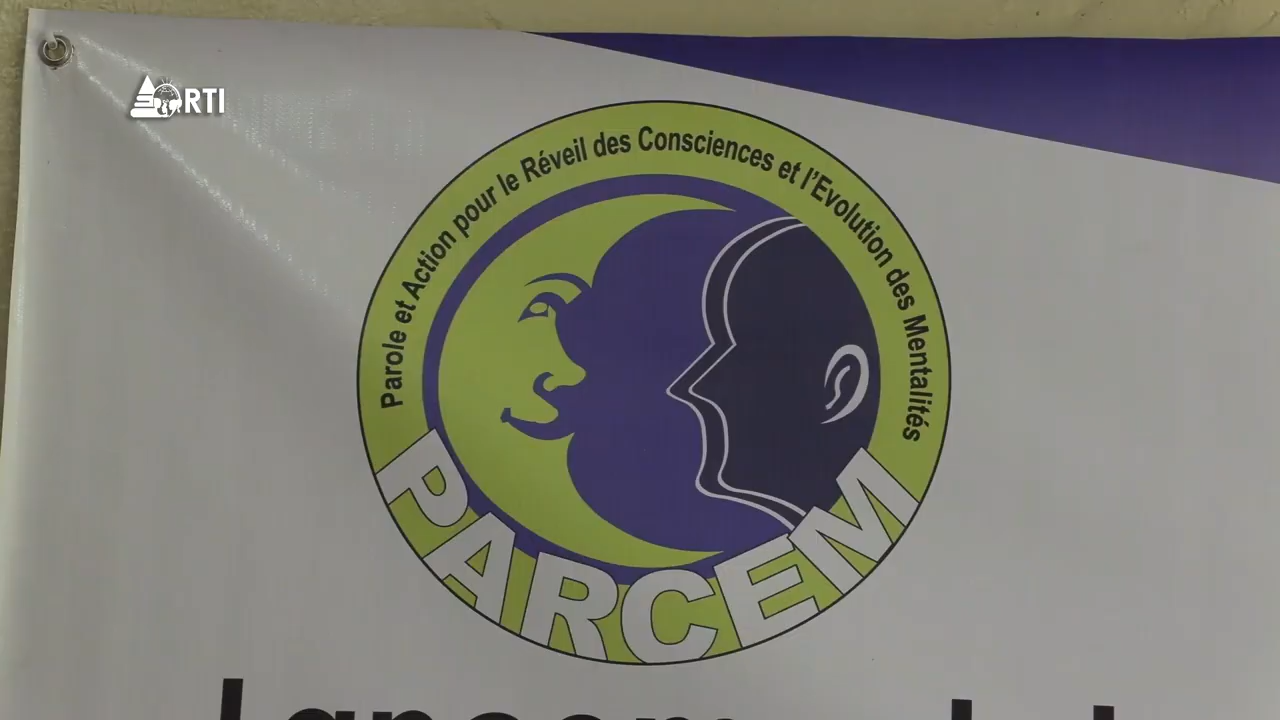 RTI
Parole et Action pour le Réveil des Consciences et l'Evolution des Mentalités
PARCEM